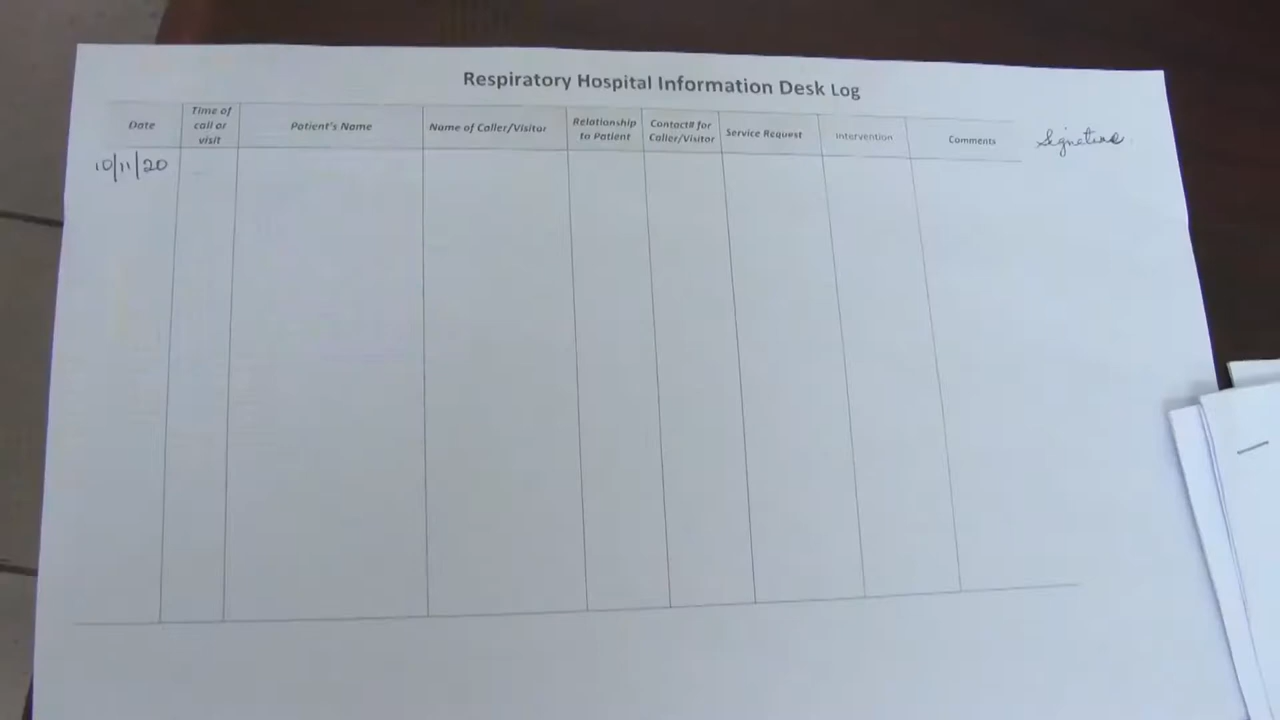 Respiratory Hospital Information Desk Log
Date
Time of
call or
visit
Patient's Name
Name of Caller/Visitor
Relationship
to Patient
Contact# for
Caller/Visitor
Service Request
Intervention
Comments
Signature
10/11/20